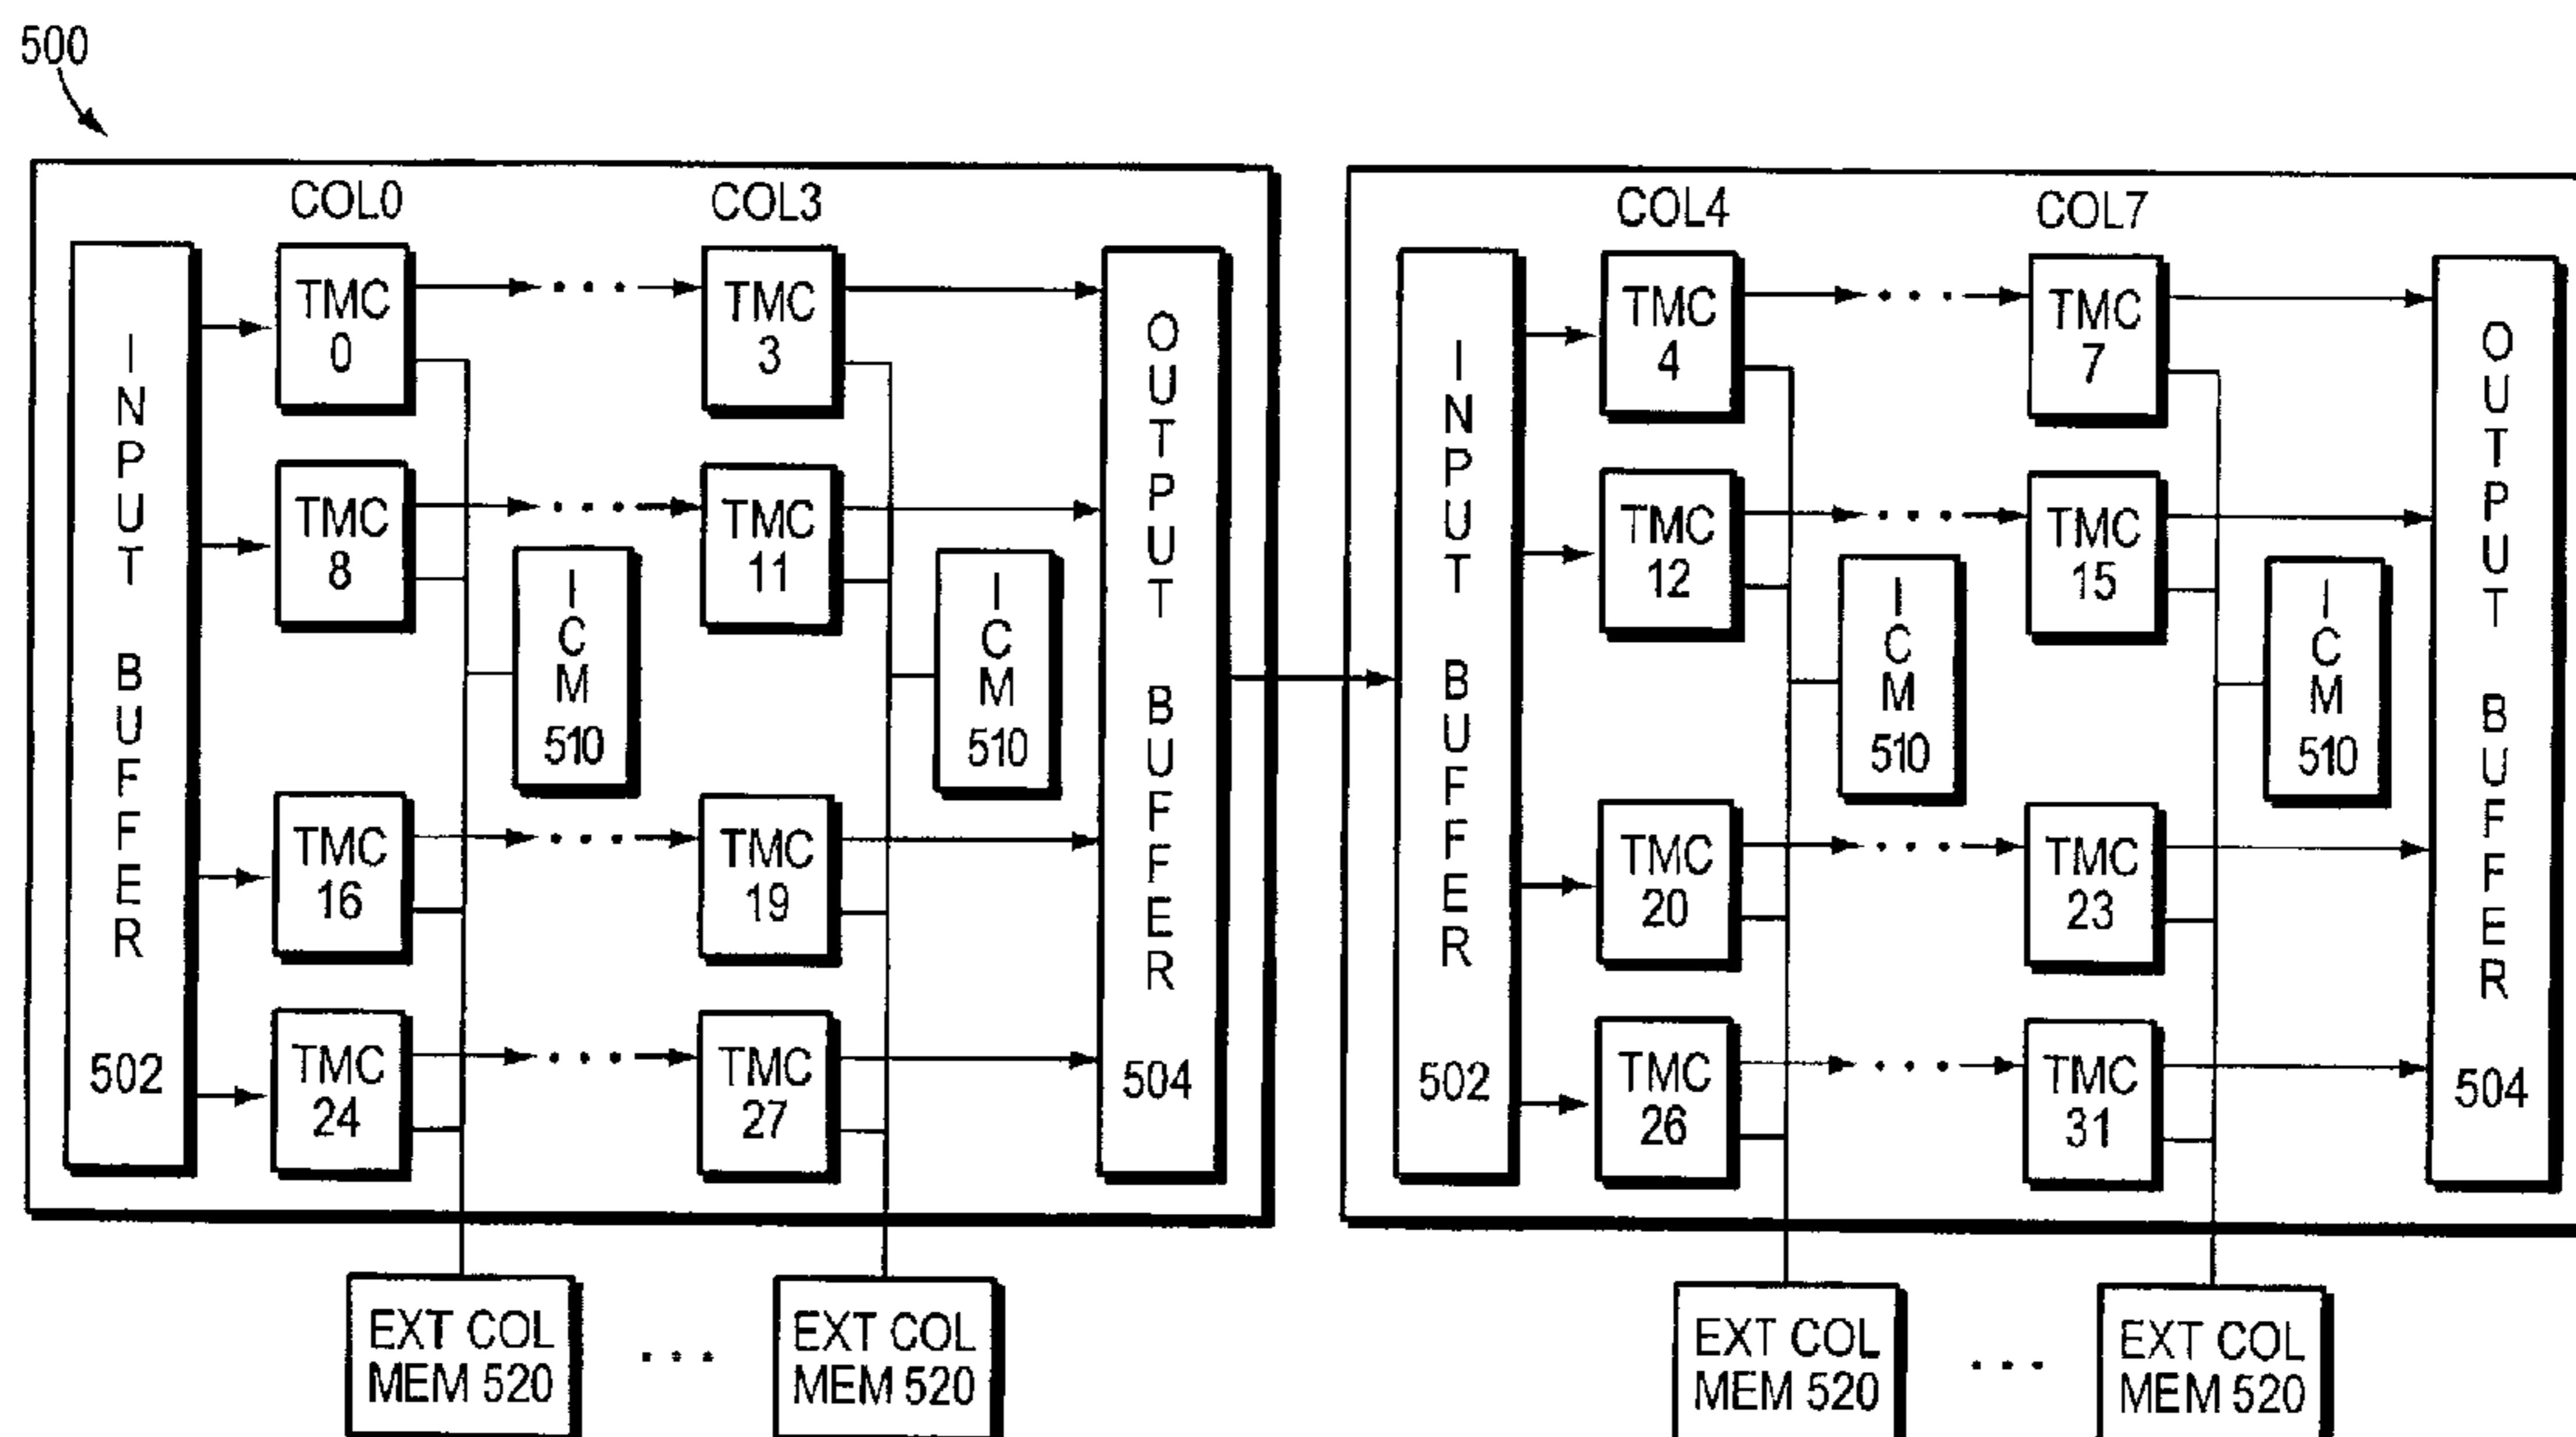 500
COL0
COL3
COL4
COL7
INPUT BUFFER 502
TMC
0
TMC
3
OUTPUT BUFFER 504
INPUT BUFFER 502
TMC
4
TMC
7
OUTPUT BUFFER 504
TMC
8
TMC
11
TMC
12
TMC
15
ICM
510
ICM
510
ICM
510
ICM
510
TMC
16
TMC
19
TMC
20
TMC
23
TMC
24
TMC
27
TMC
26
TMC
31
EXT COL
MEM 520
...
EXT COL
MEM 520
EXT COL
MEM 520
...
EXT COL
MEM 520